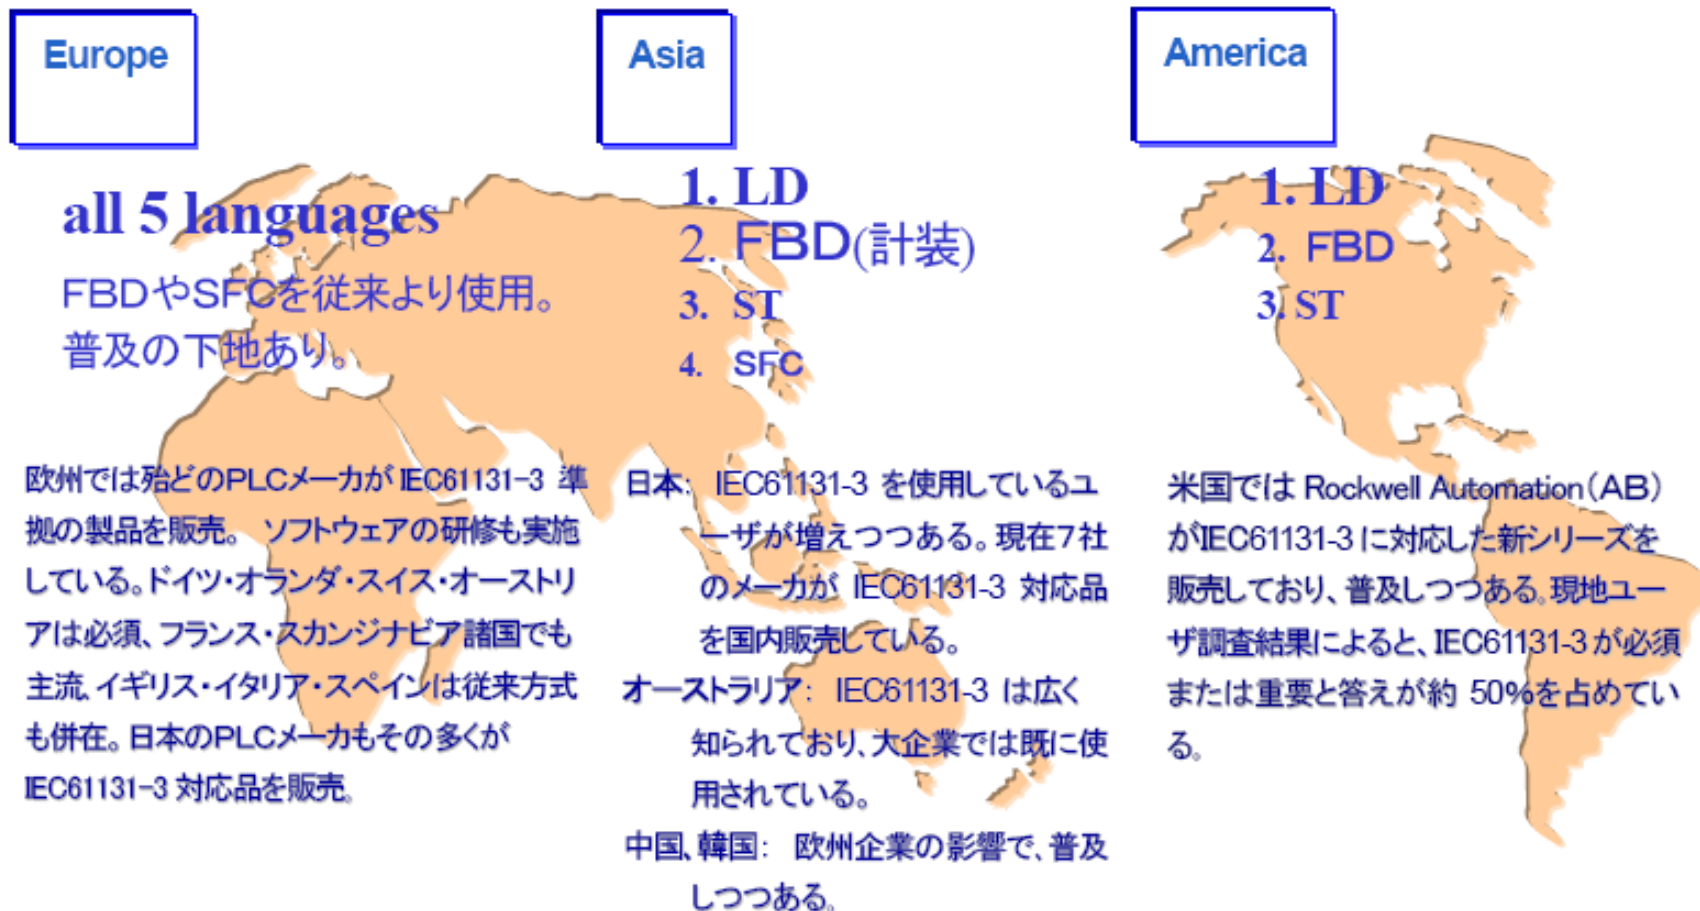 Europe
all 5 languages
FBDやSFCを従来より使用。
普及の下地あり。
欧州では殆どのPLCメーカが IEC61131-3 準
拠の製品を販売。 ソフトウェアの研修も実施
している。ドイツ・オランダ・スイス・オーストリ
アは必須、フランス・スカンジナビア諸国でも
主流、イギリス・イタリア・スペインは従来方式
も併在。日本のPLCメーカもその多くが
IEC61131-3 対応品を販売。
Asia
1. LD
2. FBD(計装)
3. ST
4. SFC
日本: IEC61131-3 を使用しているユ
ーザが増えつつある。現在7社
のメーカが IEC61131-3 対応品
を国内販売している。
オーストラリア: IEC61131-3 は広く
知られており、大企業では既に使
用されている。
中国、韓国: 欧州企業の影響で、普及
しつつある。
America
1. LD
2. FBD
3. ST
米国では Rockwell Automation(AB)
がIEC61131-3 に対応した新シリーズを
販売しており、普及しつつある。現地ユー
ザ調査結果によると、IEC61131-3 が必須
または重要と答えが約 50%を占めてい
る。